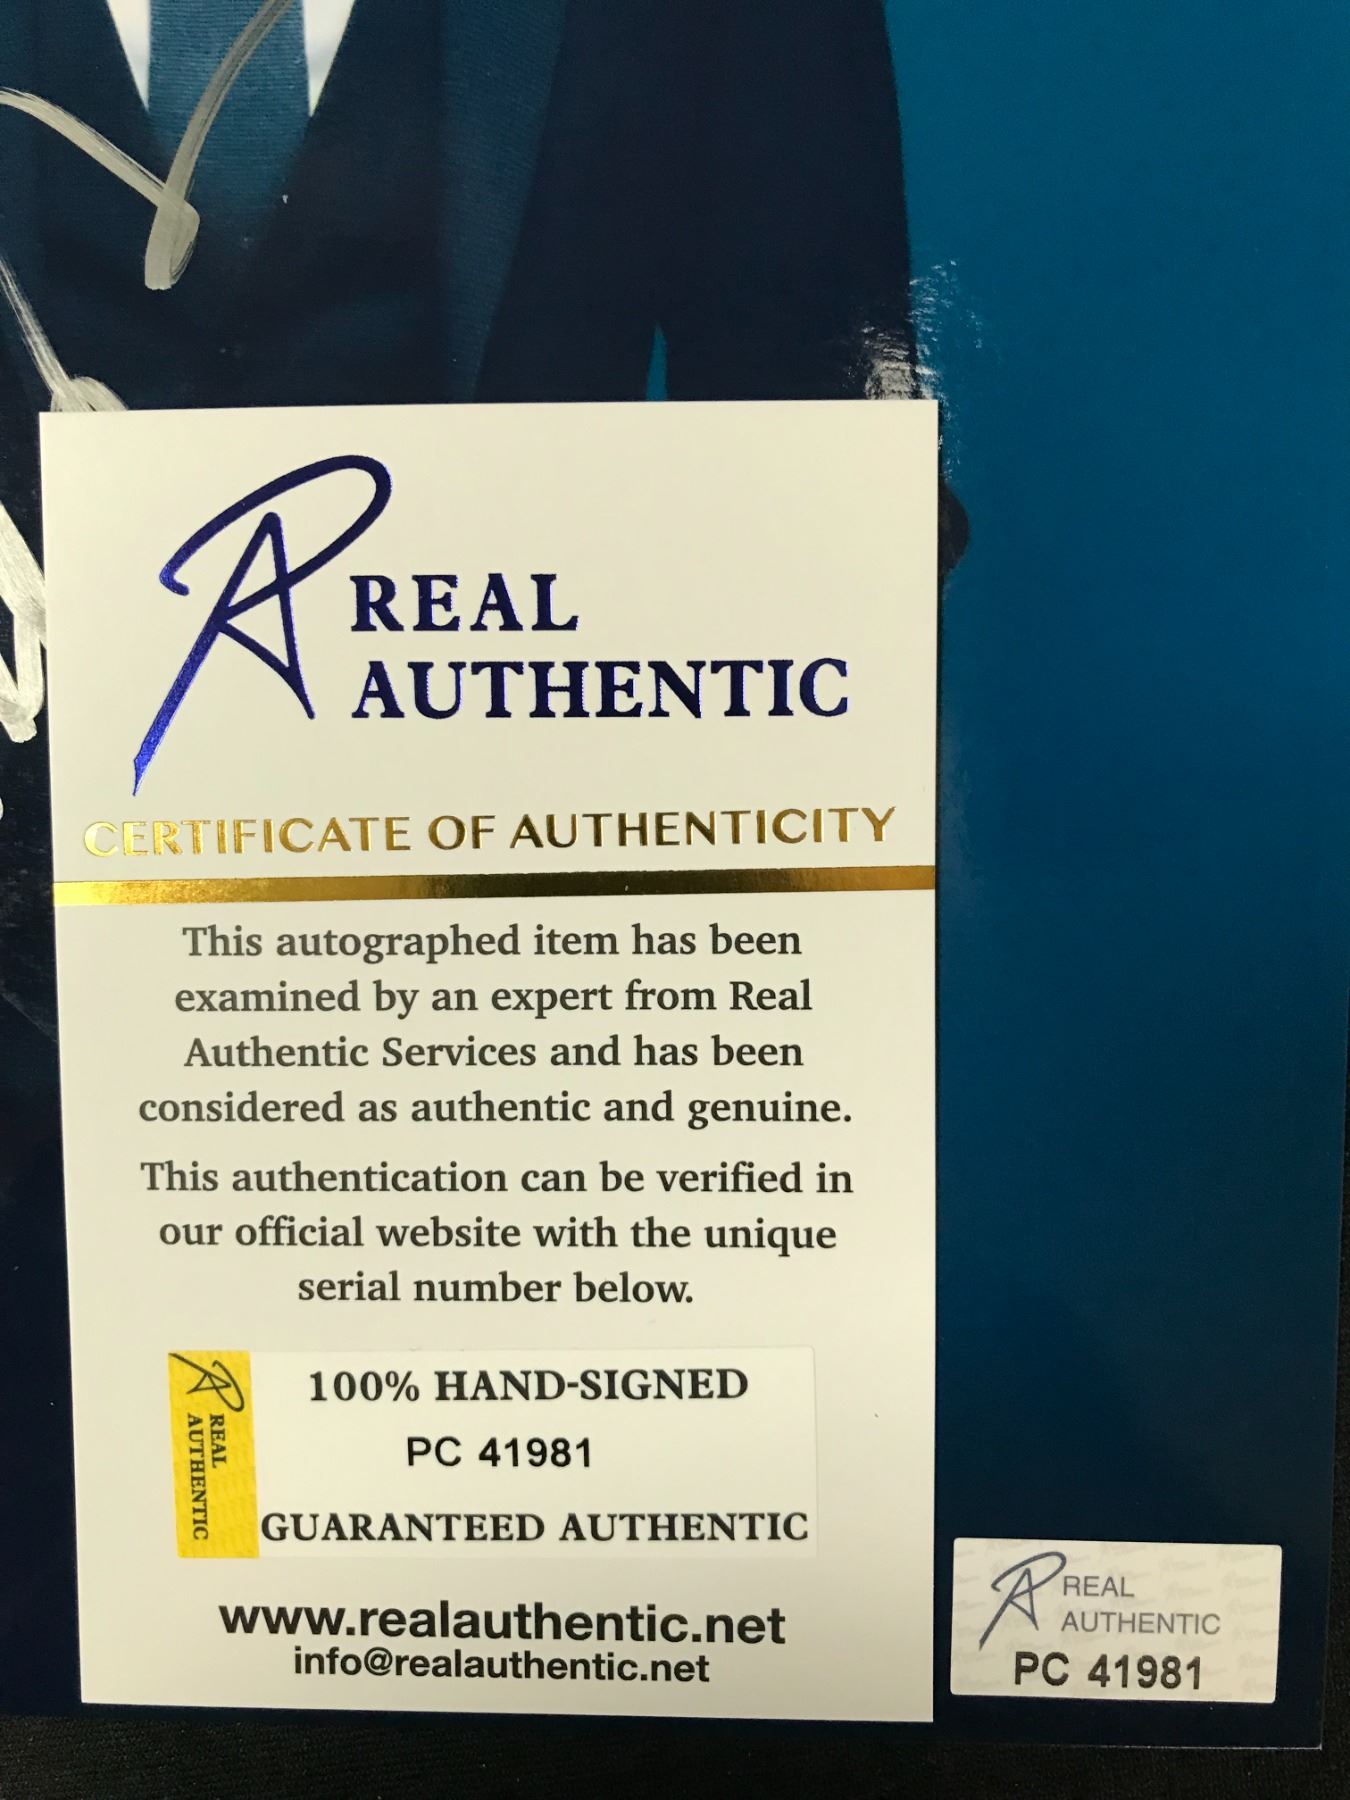 REAL
AUTHENTIC
CERTIFICATE OF AUTHENTICITY
This autographed item has been
examined by an expert from Real
Authentic Services and has been
considered as authentic and genuine.
This authentication can be verified in
our official website with the unique
serial number below.
REAL
AUTHENTIC
100% HAND-SIGNED
PC 41981
GUARANTEED AUTHENTIC
www.realauthentic.net
info@realauthentic.net
REAL
AUTHENTIC
PC 41981